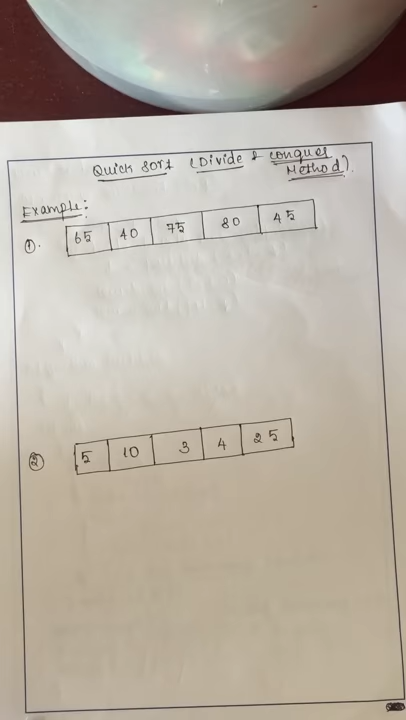 Quick Sort (Divide & Conquer
Method).
Example:
①. 65 40 75 80 45
② 5 10 3 4 25